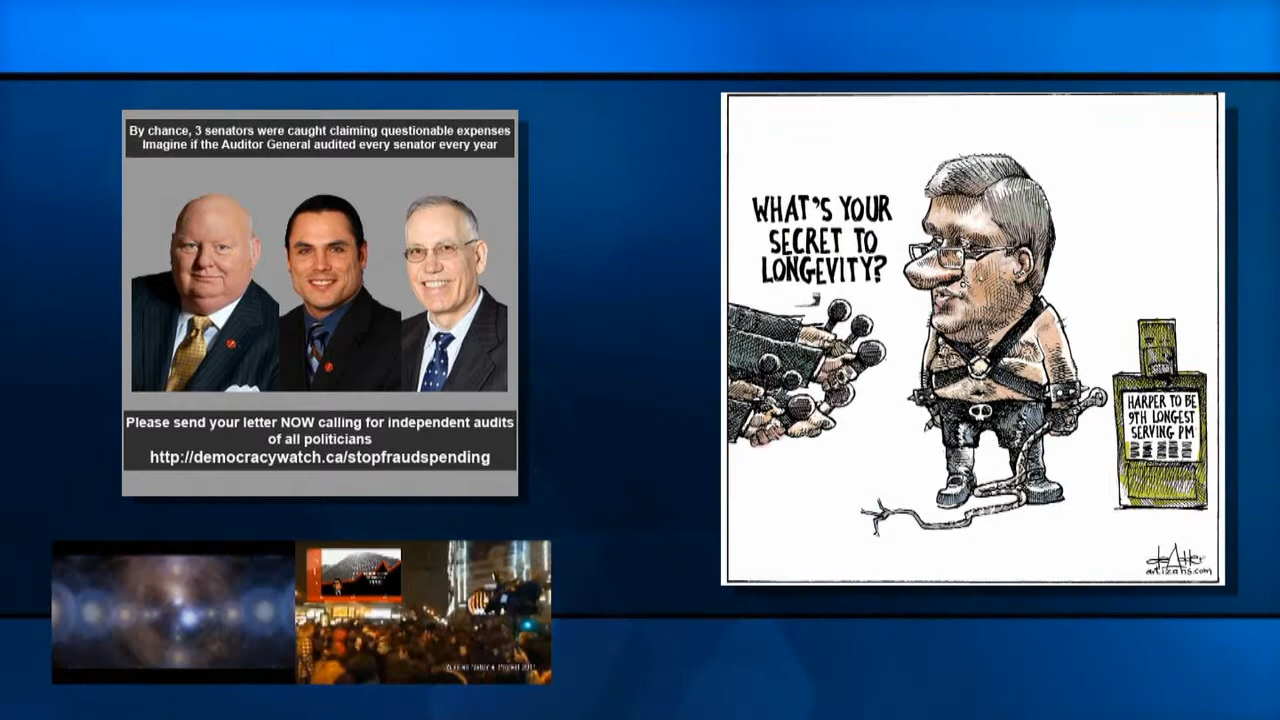 By chance, 3 senators were caught claiming questionable expenses
Imagine if the Auditor General audited every senator every year
Please send your letter NOW calling for independent audits
of all politicians
http://democracywatch.ca/stopfraudspending
WHAT'S YOUR
SECRET TO
LONGEVITY?
HARPER TO BE
9TH LONGEST
SERVING PM
deAdder
artizans.com